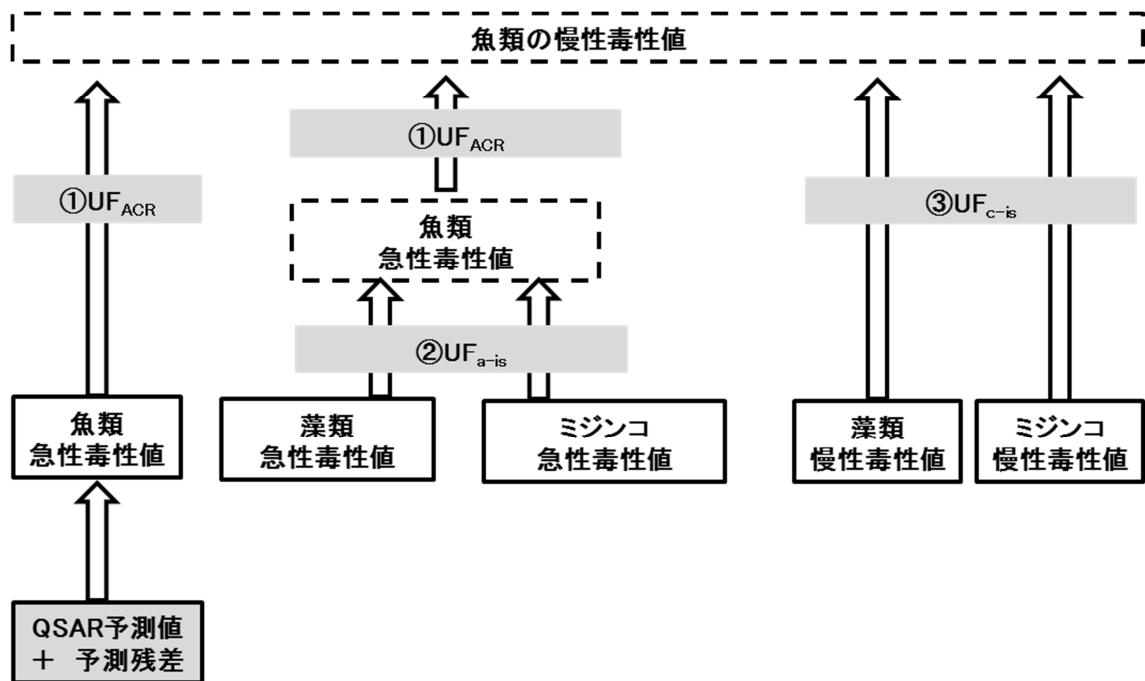 魚類の慢性毒性値
①UFACR
①UFACR
魚類
急性毒性値
②UFa-is
③UFc-is
魚類
急性毒性値
藻類
急性毒性値
ミジンコ
急性毒性値
藻類
慢性毒性値
ミジンコ
慢性毒性値
QSAR予測値
＋ 予測残差